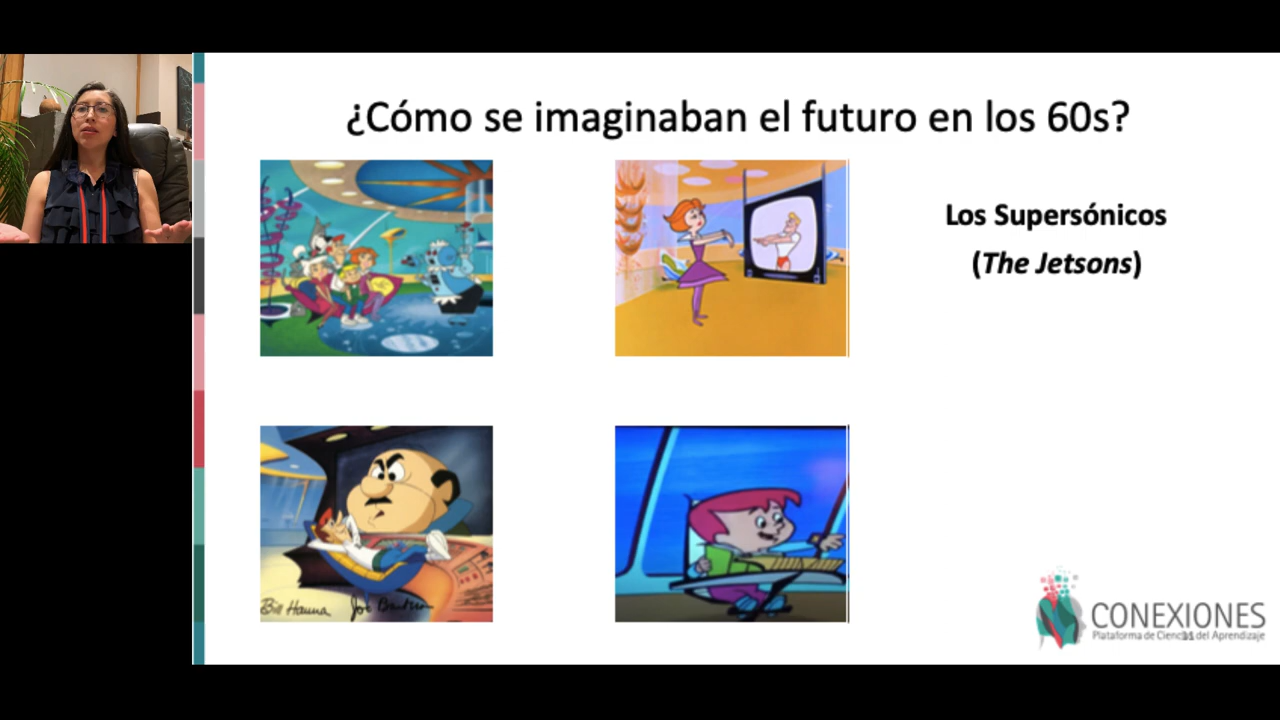 ¿Cómo se imaginaban el futuro en los 60s?
Los Supersónicos
(The Jetsons)
Bill Hanna Joe Barbera
CONEXIONES
Plataforma de Ciencias del Aprendizaje